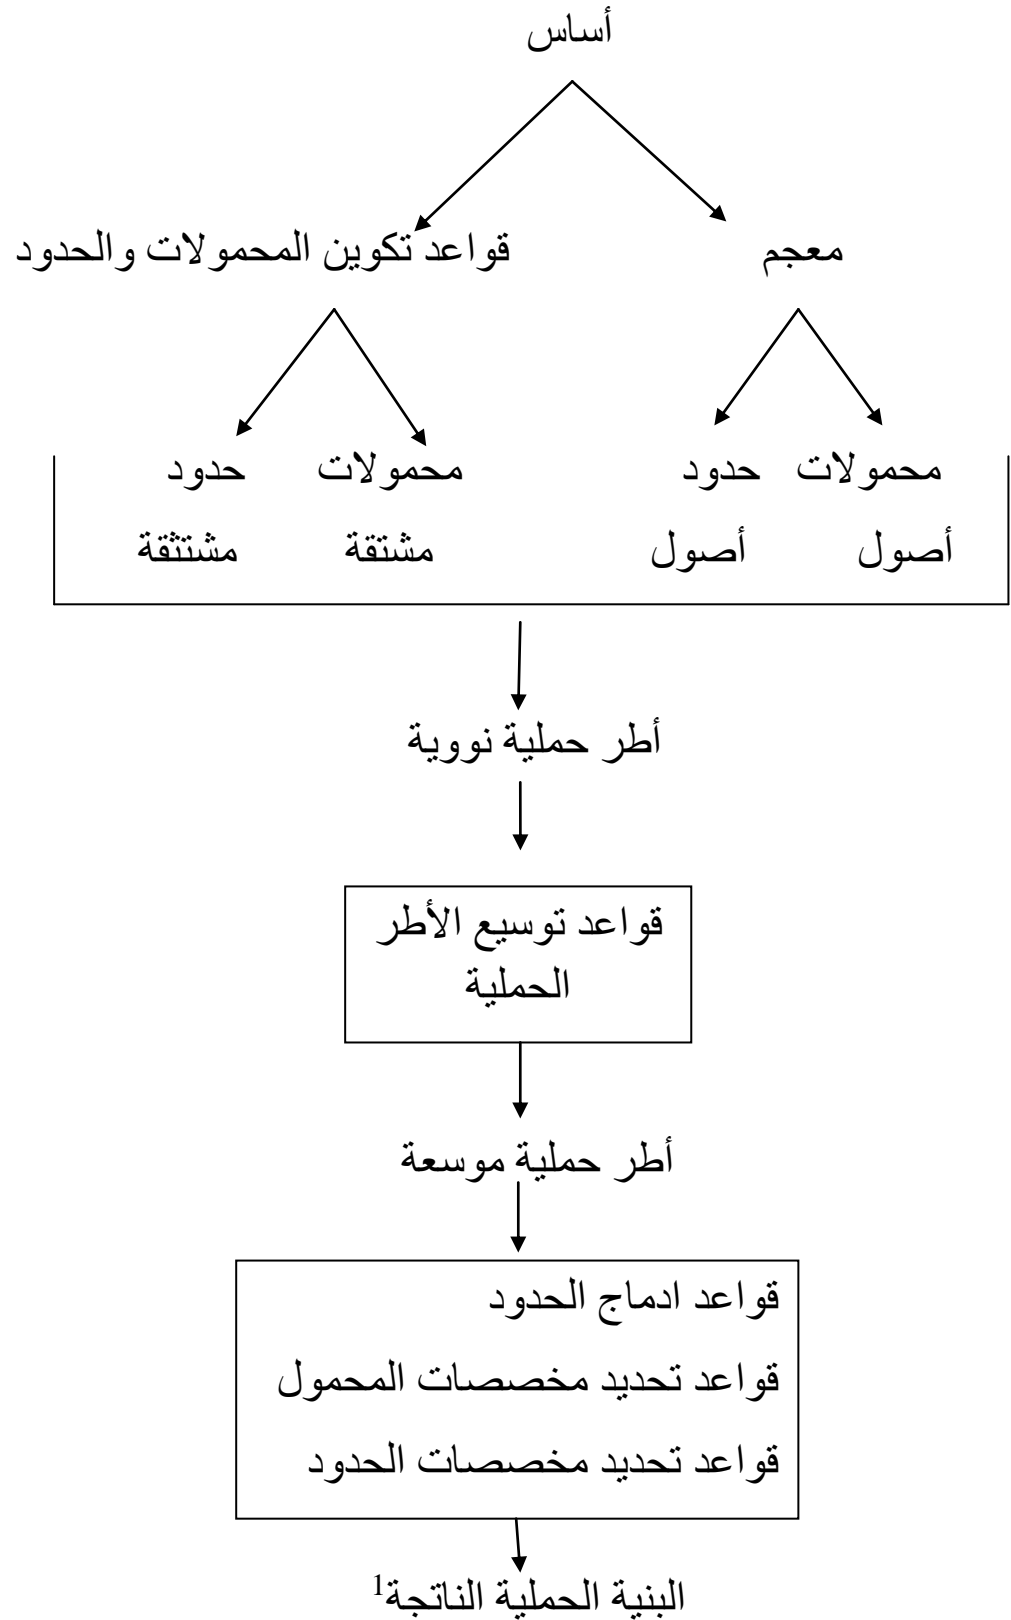 أساس
معجم
قواعد تكوين المحمولات والحدود
محمولات حدود
محمولات حدود
أصول أصول
مشتقة مشتثقة
أطر حملية نووية
قواعد توسيع الأطر
الحملية
أطر حملية موسعة
قواعد ادماج الحدود
قواعد تحديد مخصصات المحمول
قواعد تحديد مخصصات الحدود
البنية الحملية الناتجة1